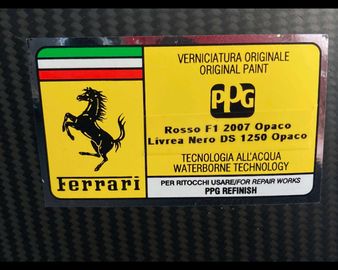 VERNICIATURA ORIGINALE
ORIGINAL PAINT
PPG
Rosso F1 2007 Opaco
Livrea Nero DS 1250 Opaco
TECNOLOGIA ALL'ACQUA
WATERBORNE TECHNOLOGY
Ferrari
PER RITOCCHI USARE/FOR REPAIR WORKS
PPG REFINISH